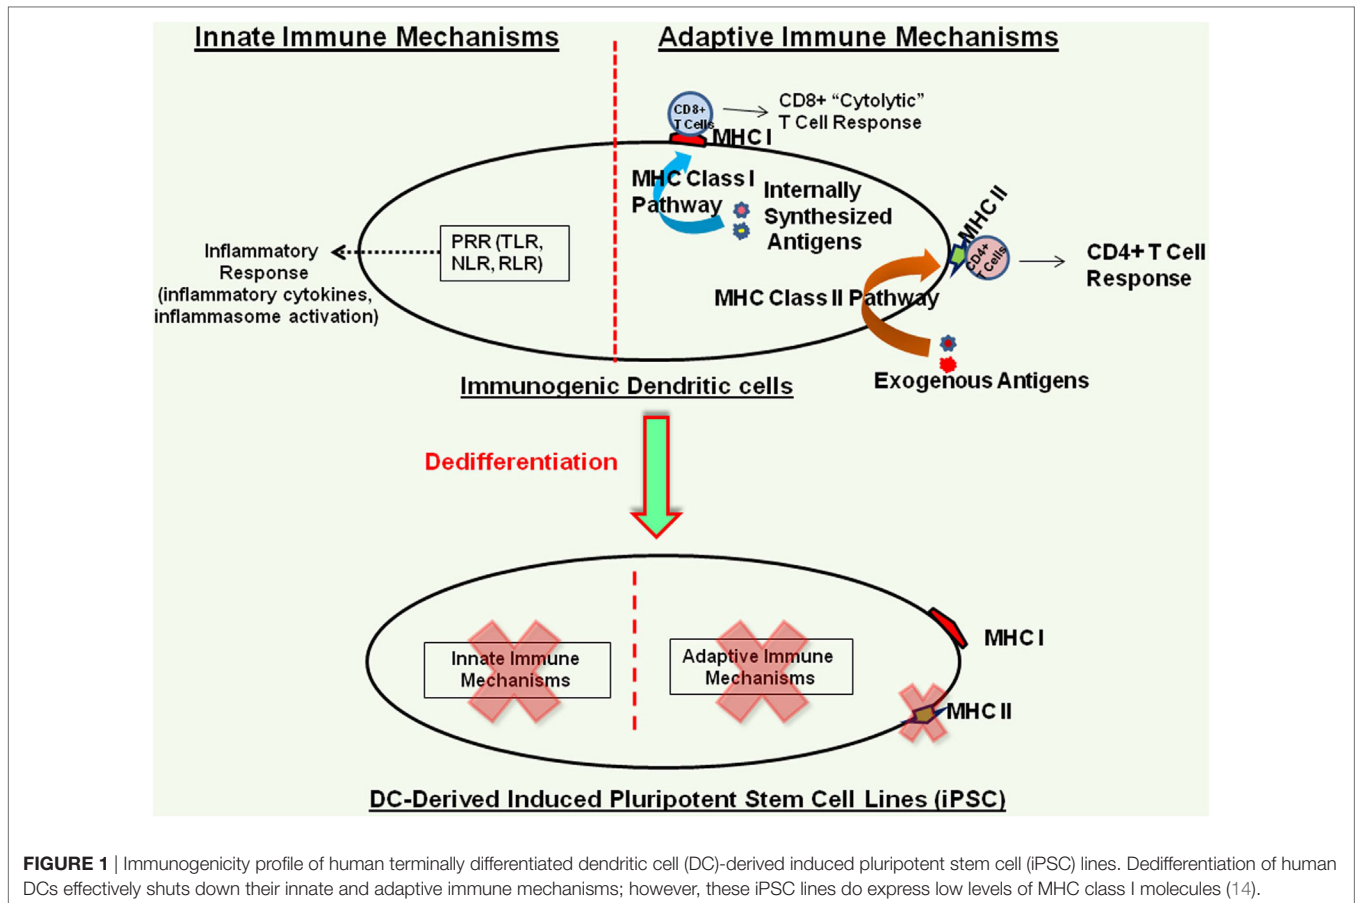 Innate Immune Mechanisms
Adaptive Immune Mechanisms
CD8+
T Cells
CD8+ “Cytolytic”
T Cell Response
MHC I
MHC Class I
Pathway
Internally
Synthesized
Antigens
MHC II
CD4+
T Cells
CD4+ T Cell
Response
PRR (TLR,
NLR, RLR)
Inflammatory
Response
(inflammatory cytokines,
inflammasome activation)
MHC Class II Pathway
Exogenous Antigens
Immunogenic Dendritic cells
Dedifferentiation
Innate Immune
Mechanisms
Adaptive Immune
Mechanisms
MHC I
MHC II
DC-Derived Induced Pluripotent Stem Cell Lines (iPSC)
FIGURE 1 | Immunogenicity profile of human terminally differentiated dendritic cell (DC)-derived induced pluripotent stem cell (iPSC) lines. Dedifferentiation of human
DCs effectively shuts down their innate and adaptive immune mechanisms; however, these iPSC lines do express low levels of MHC class I molecules (14).